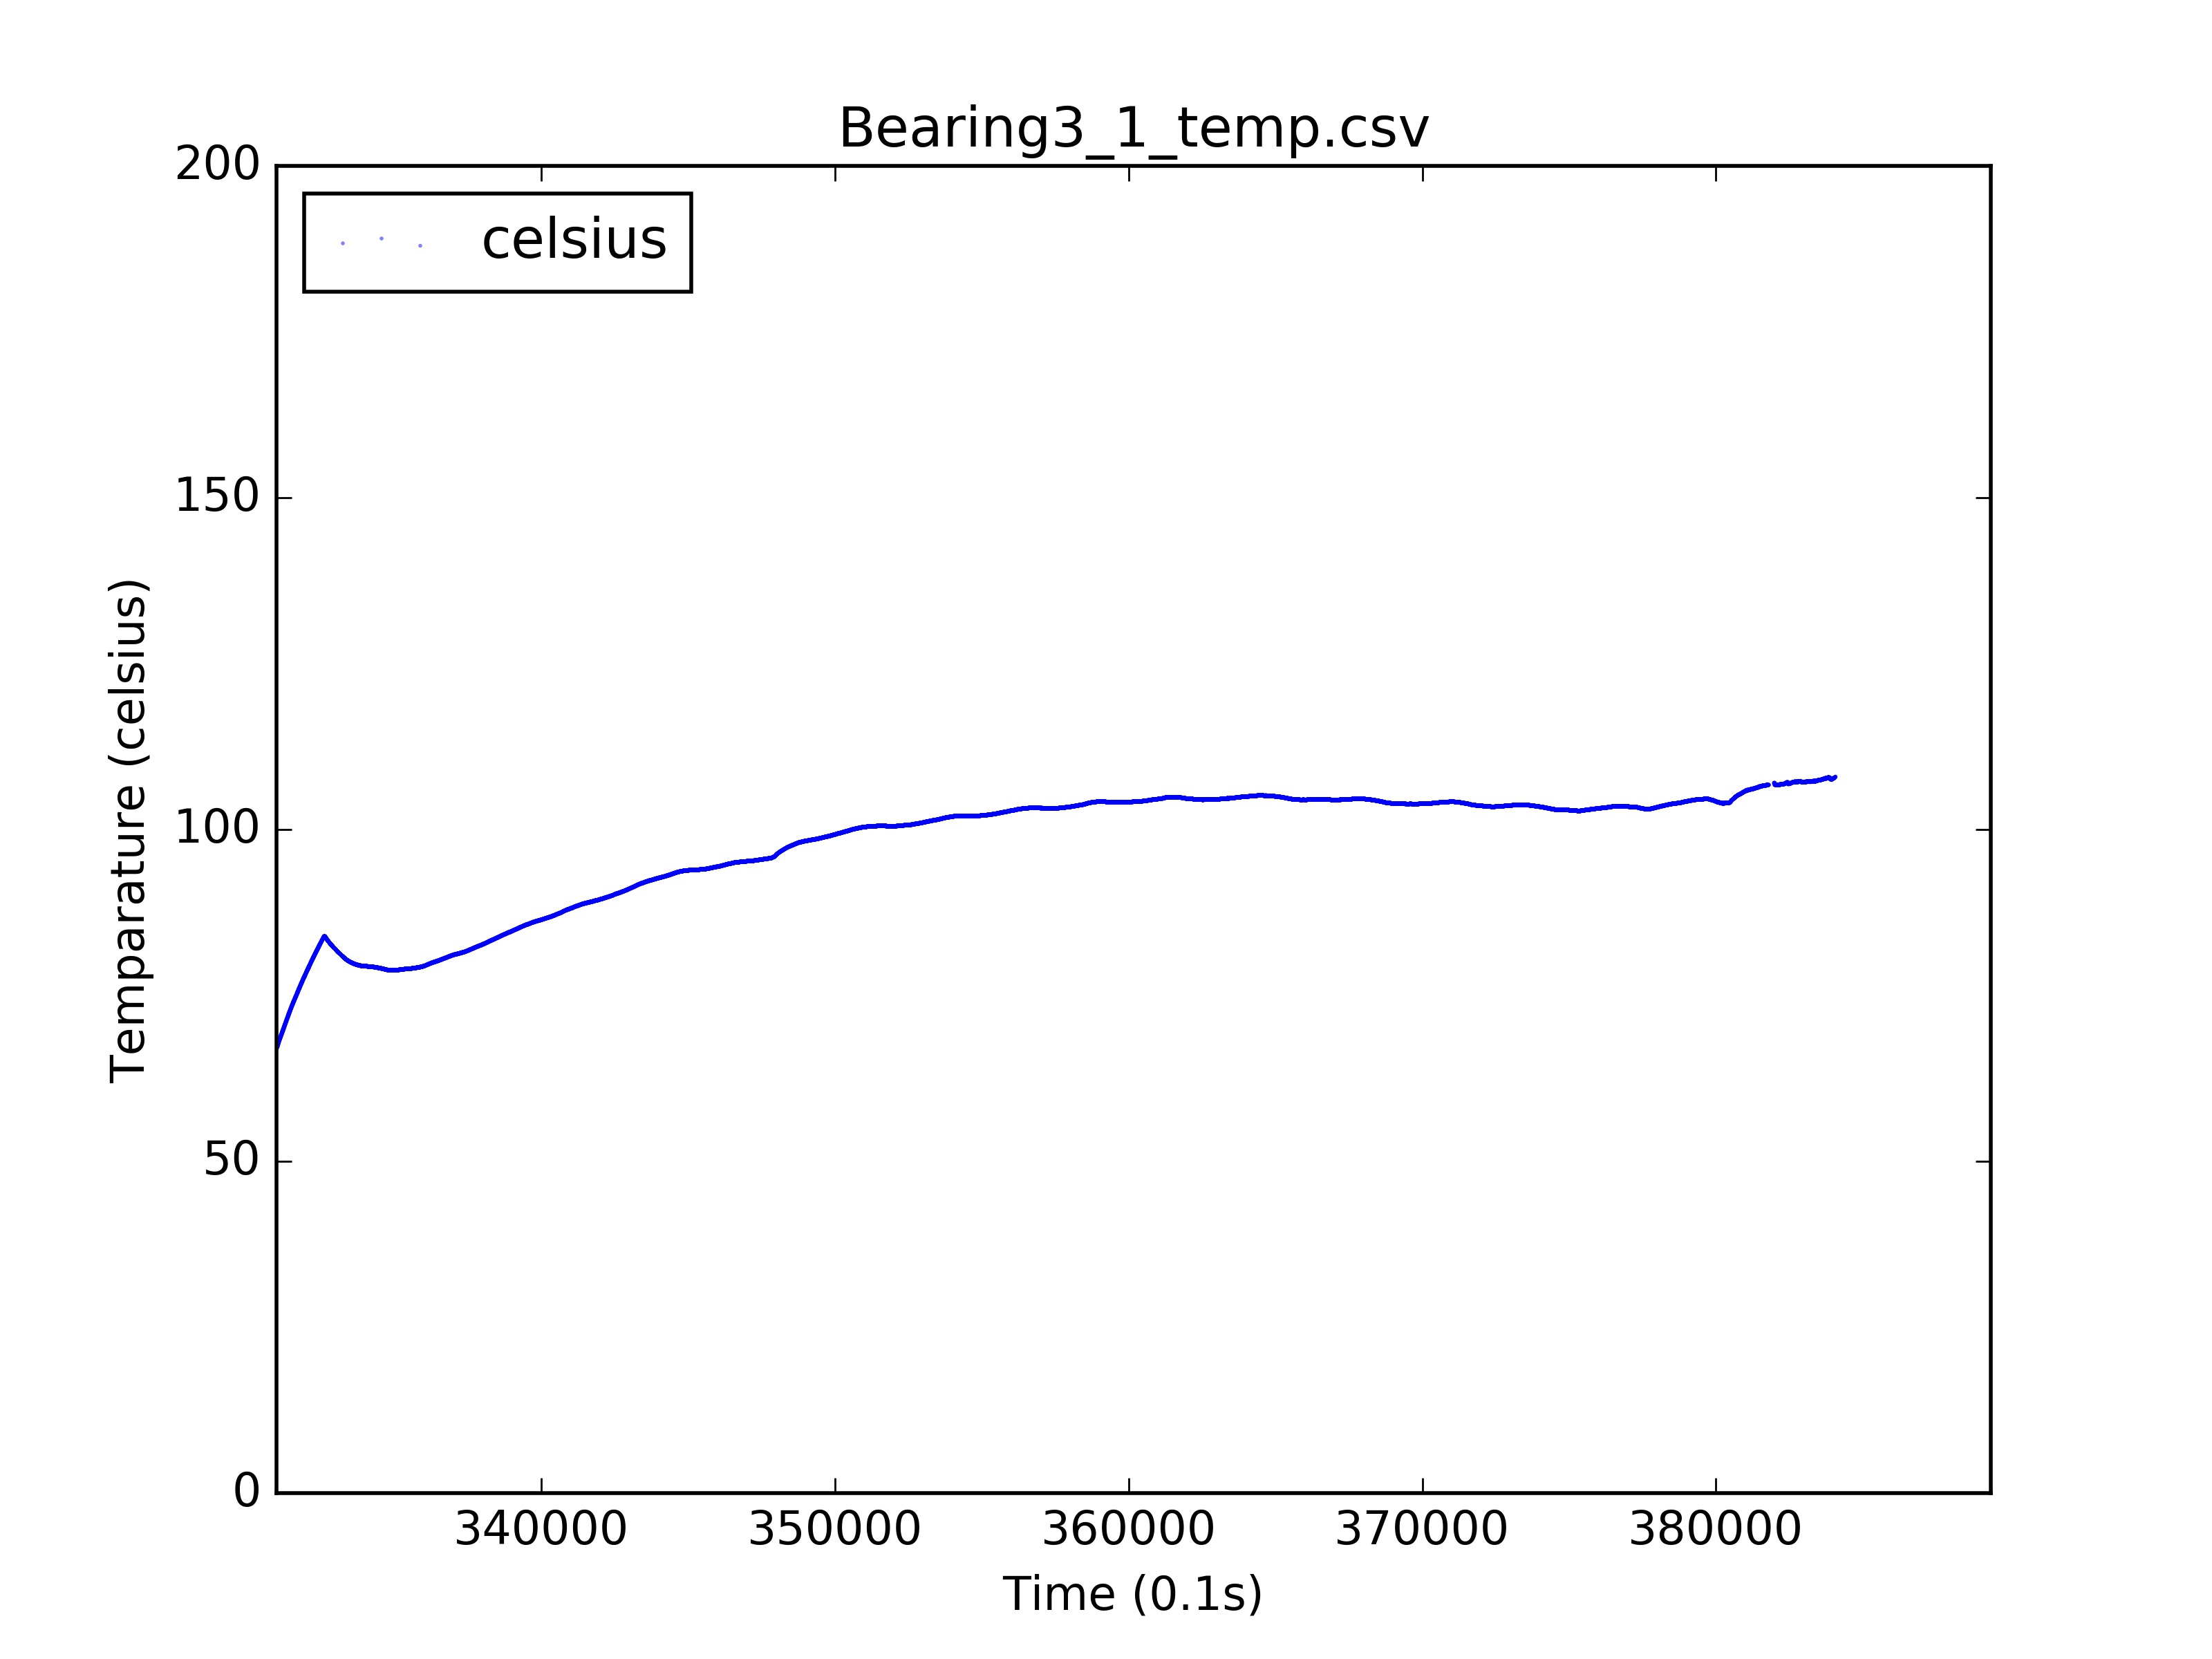 Bearing3_1_temp.csv
celsius
200
150
100
50
0
Temparature (celsius)
340000 350000 360000 370000 380000
Time (0.1s)